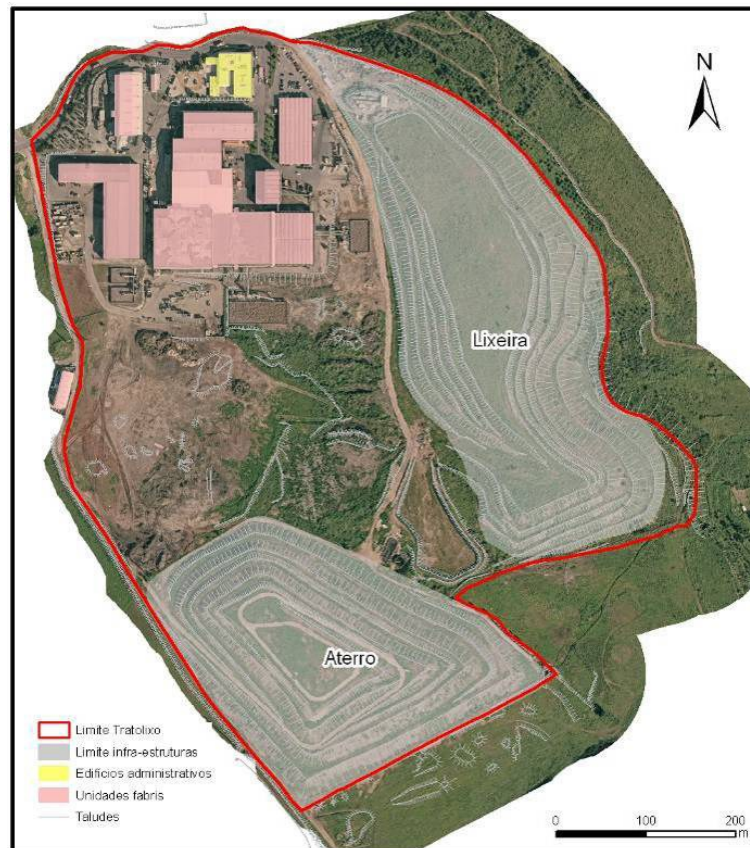 N
Lixeira
Aterro
Limite Tratolixo
Limite infra-estruturas
Edifícios administrativos
Unidades fabris
Taludes
0 100 200
m